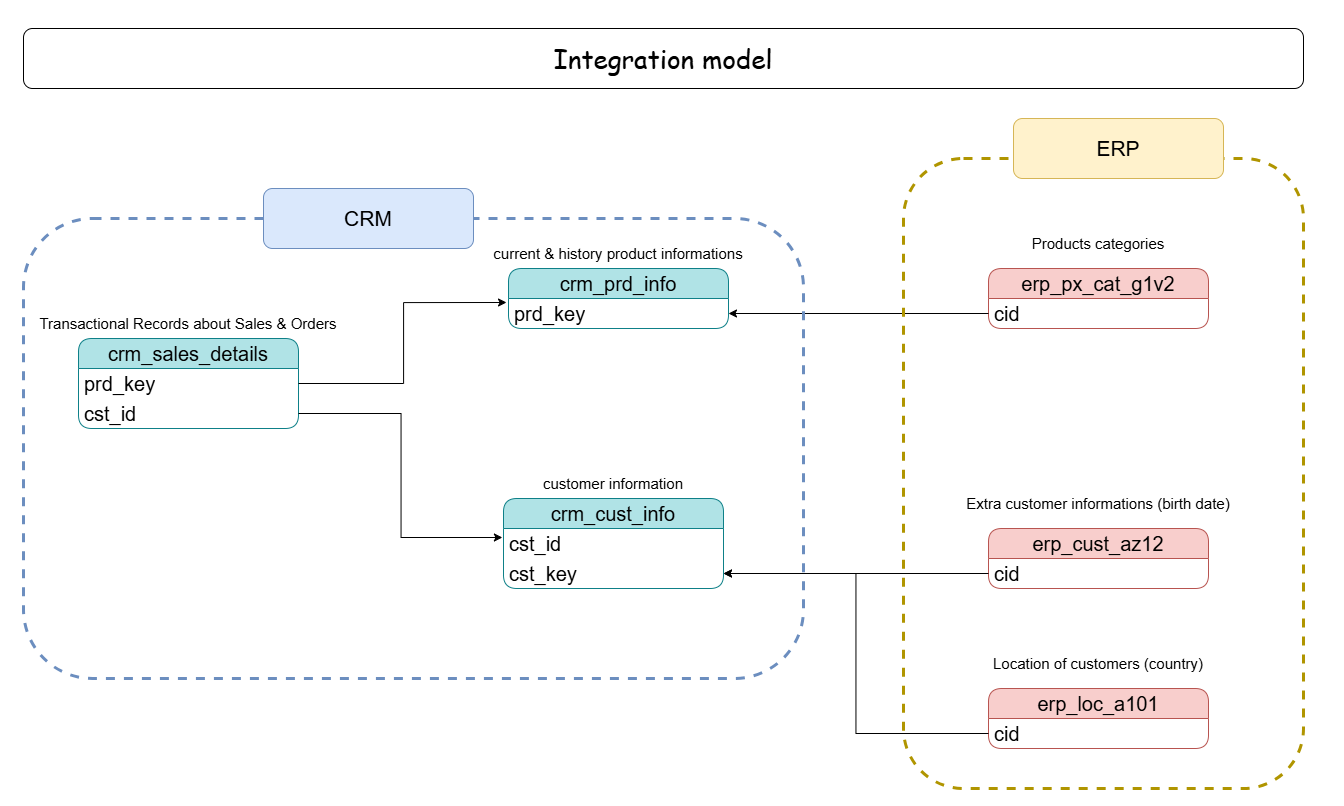 Integration model
ERP
CRM
Products categories
current & history product informations
erp_px_cat_g1v2
crm_prd_info
cid
prd_key
Transactional Records about Sales & Orders
crm_sales_details
prd_key
cst_id
customer information
crm_cust_info
cst_id
cst_key
Extra customer informations (birth date)
erp_cust_az12
cid
Location of customers (country)
erp_loc_a101
cid